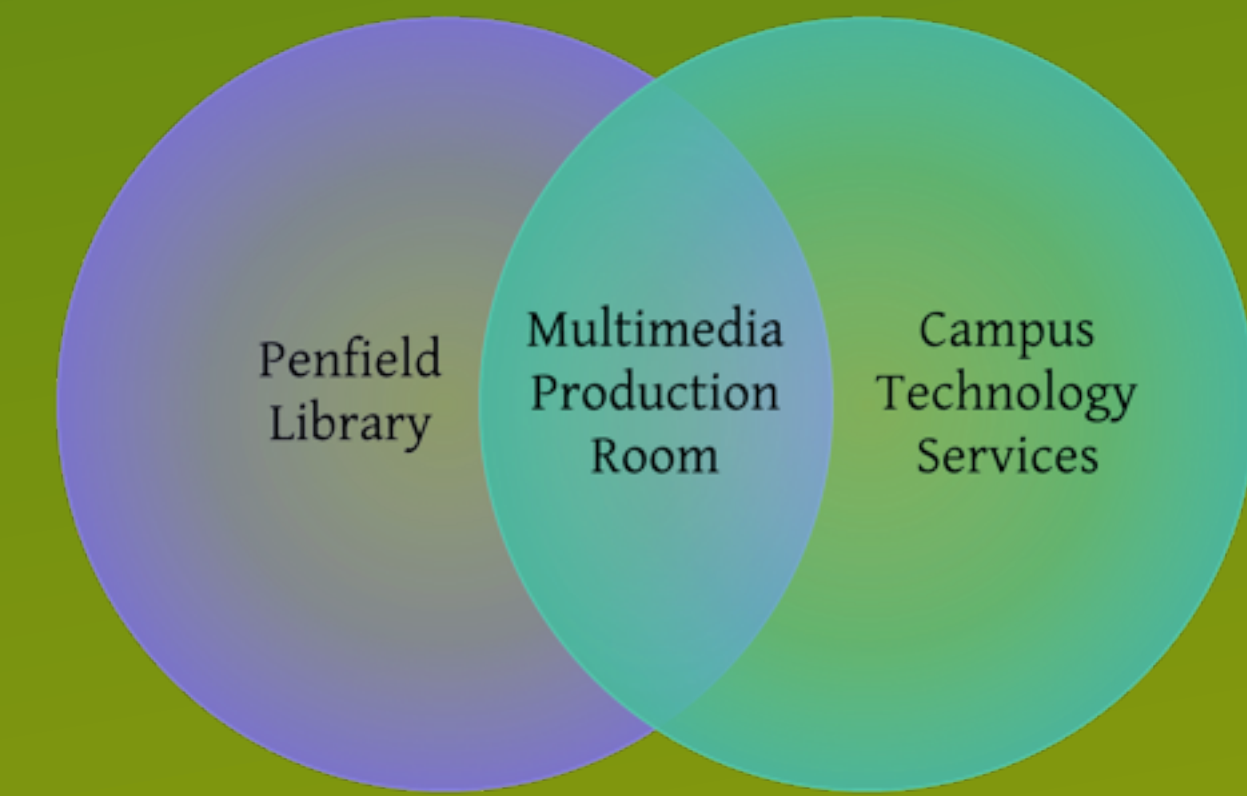 Penfield
Library
Multimedia
Production
Room
Campus
Technology
Services